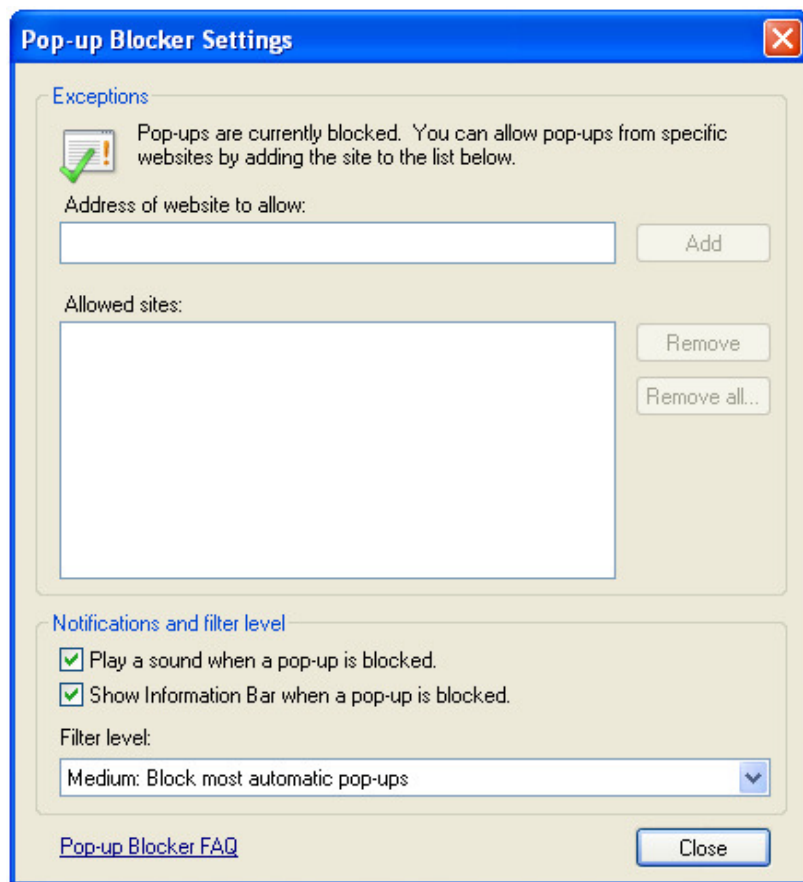 Pop-up Blocker Settings
Exceptions
Pop-ups are currently blocked.  You can allow pop-ups from specific
websites by adding the site to the list below.
Address of website to allow:
Add
Allowed sites:
Remove
Remove all...
Notifications and filter level
Play a sound when a pop-up is blocked.
Show Information Bar when a pop-up is blocked.
Filter level:
Medium: Block most automatic pop-ups
Pop-up Blocker FAQ
Close